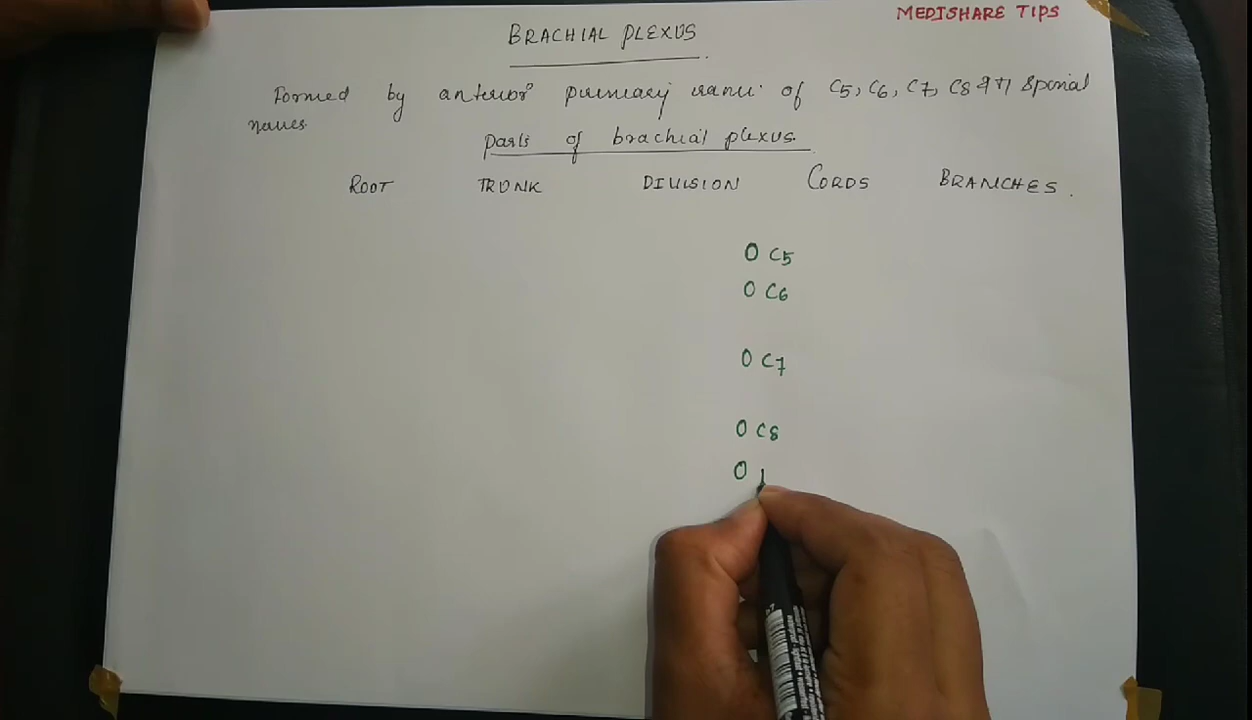 MEDISHARE TIPS
BRACHIAL PLEXUS
Formed by anterior primary rami of C5, C6, C7, C8 & T1 Spinal
nerves
Parts of brachial plexus.
ROOT TRUNK DIVISION CORDS BRANCHES.
O C5
O C6
O C7
O C8
O